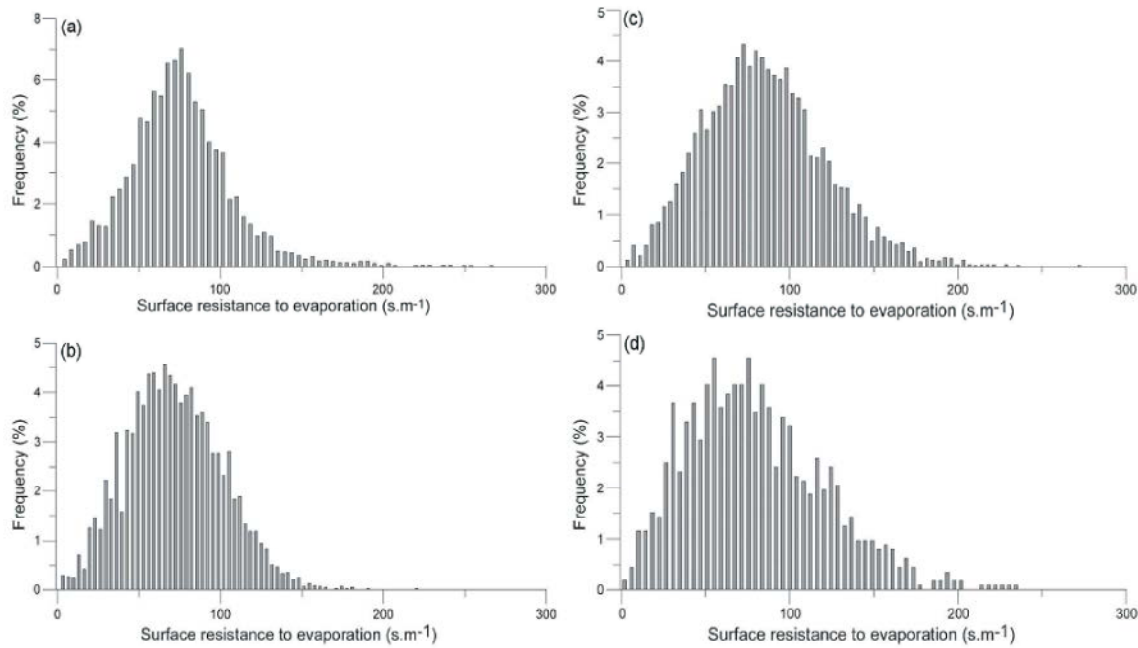 (a)
8
6
4
2
0
Frequency (%)
0 100 200 300
Surface resistance to evaporation (s.m-1)
(c)
5
4
3
2
1
0
Frequency (%)
0 100 200 300
Surface resistance to evaporation (s.m-1)
(b)
5
4
3
2
1
0
Frequency (%)
0 100 200 300
Surface resistance to evaporation (s.m-1)
(d)
5
4
3
2
1
0
Frequency (%)
0 100 200 300
Surface resistance to evaporation (s.m-1)